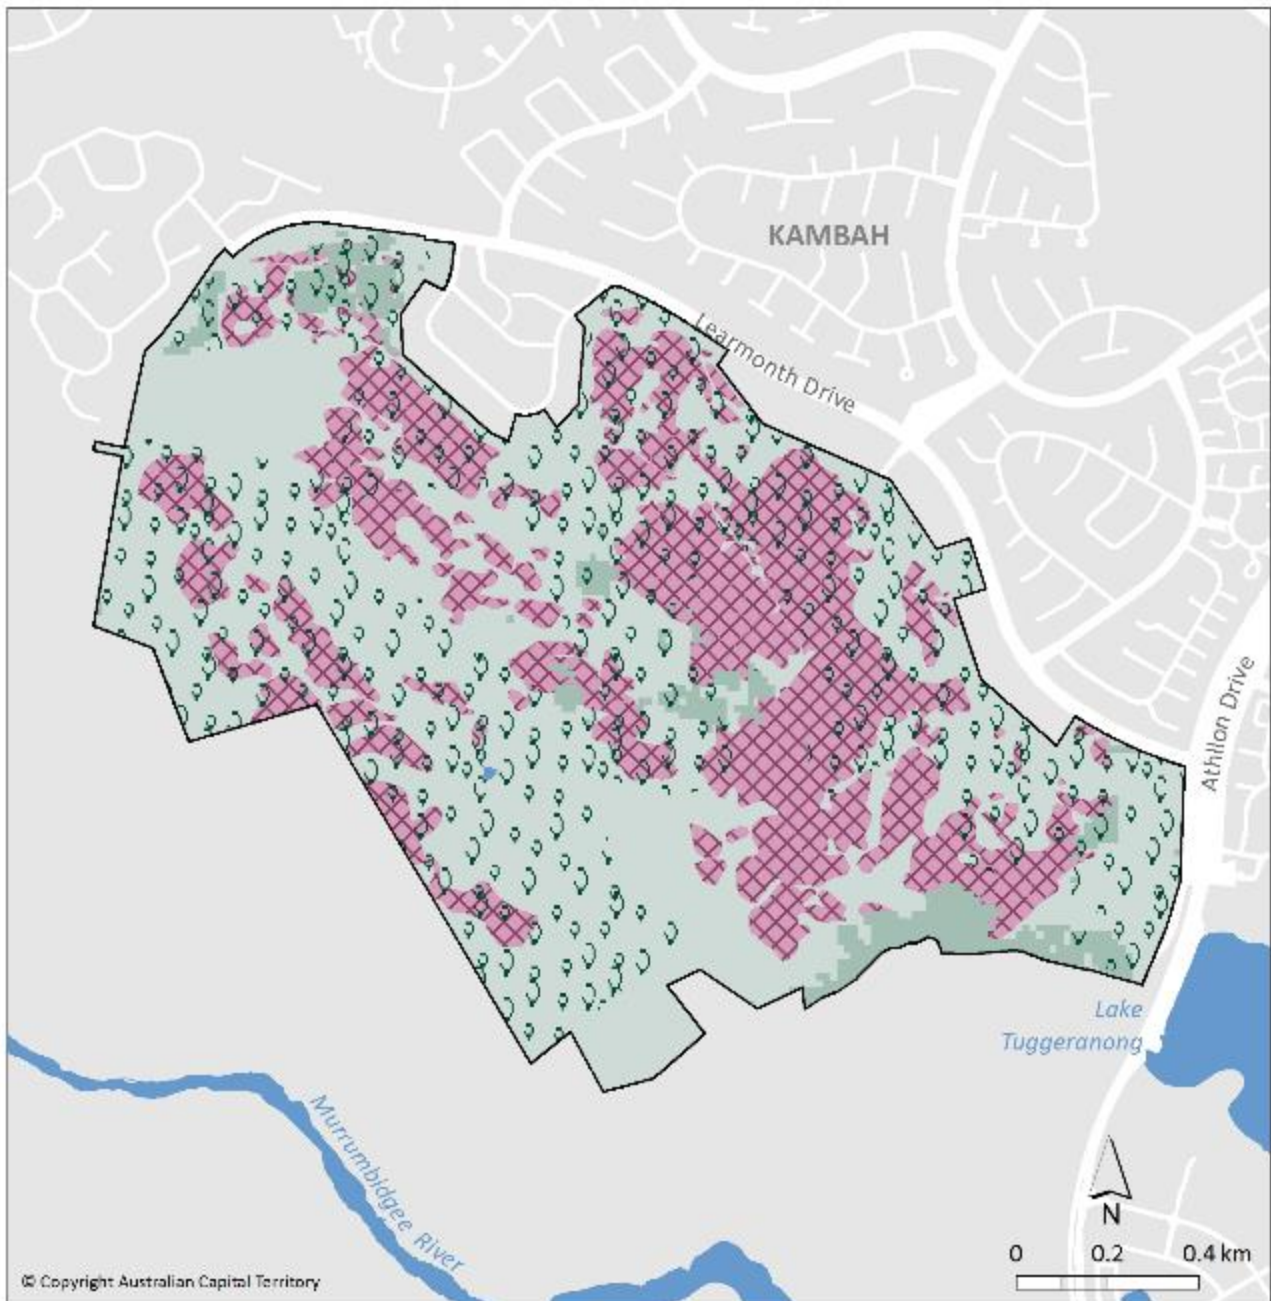 KAMBAH
Learmonth Drive
Athllon Drive
Lake
Tuggeranong
Murrumbidgee River
N
0 0.2 0.4 km
© Copyright Australian Capital Territory